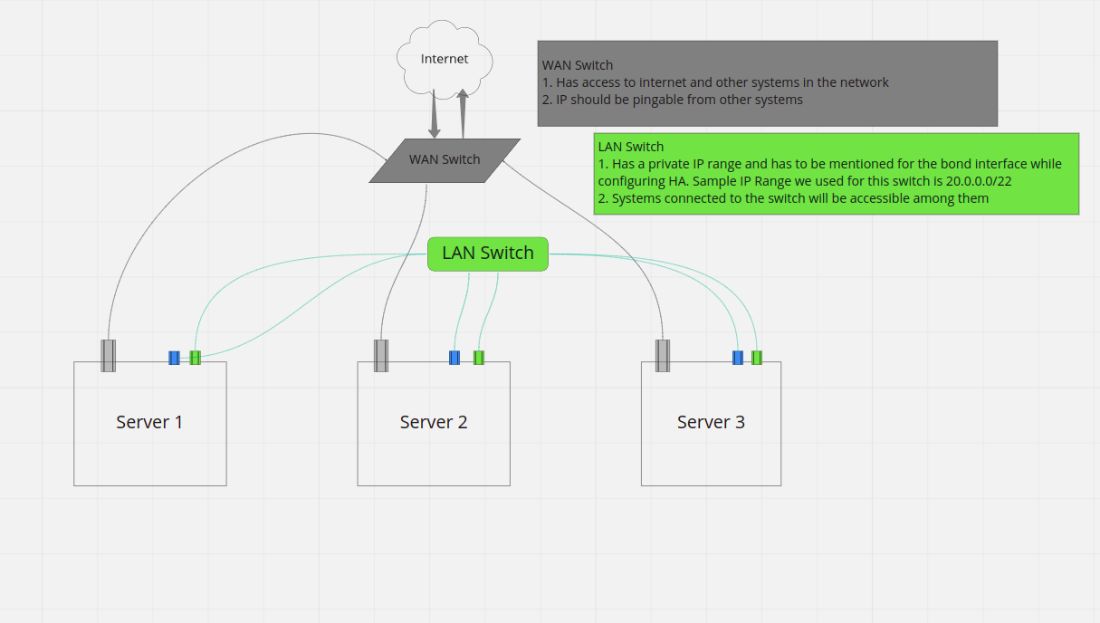 Internet
WAN Switch
1. Has access to internet and other systems in the network
2. IP should be pingable from other systems
WAN Switch
LAN Switch
1. Has a private IP range and has to be mentioned for the bond interface while
configuring HA. Sample IP Range we used for this switch is 20.0.0.0/22
2. Systems connected to the switch will be accessible among them
LAN Switch
Server 1
Server 2
Server 3